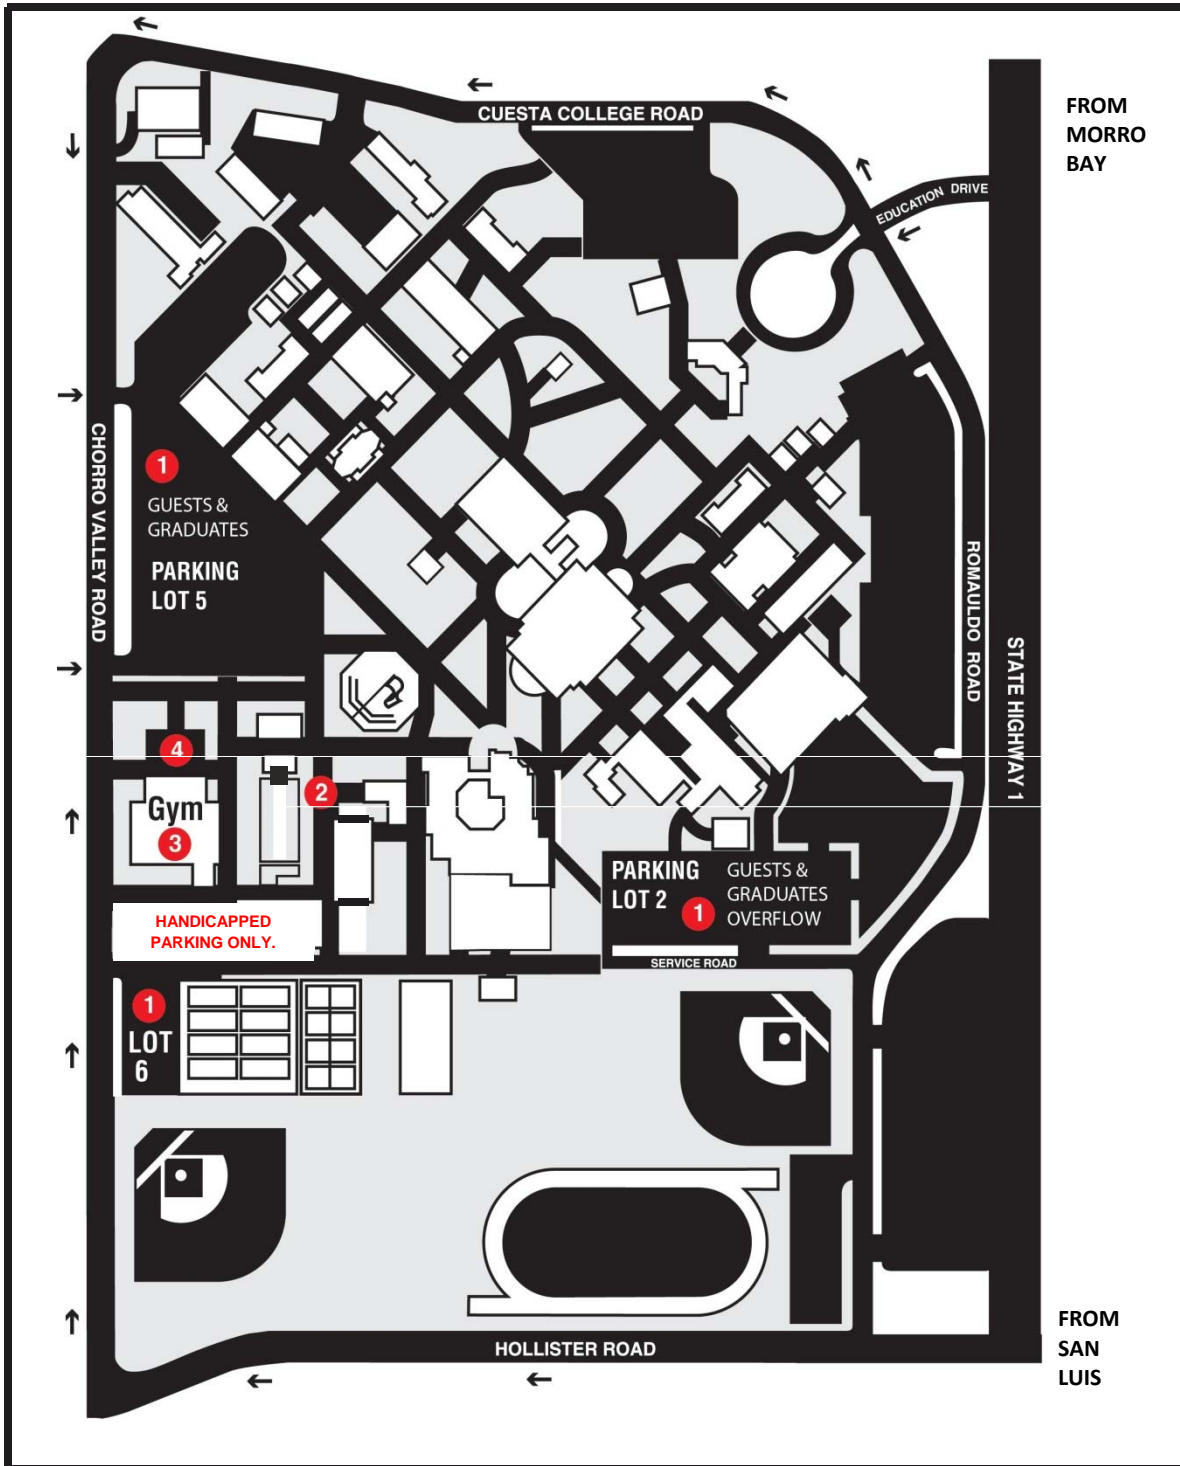 CUESTA COLLEGE ROAD
FROM
MORRO
BAY
EDUCATION DRIVE
CHORRO VALLEY ROAD
1
GUESTS &
GRADUATES
PARKING
LOT 5
ROMAULDO ROAD
STATE HIGHWAY 1
4
2
Gym
3
PARKING
LOT 2
1
GUESTS &
GRADUATES
OVERFLOW
HANDICAPPED
PARKING ONLY.
SERVICE ROAD
1
LOT
6
HOLLISTER ROAD
FROM
SAN
LUIS